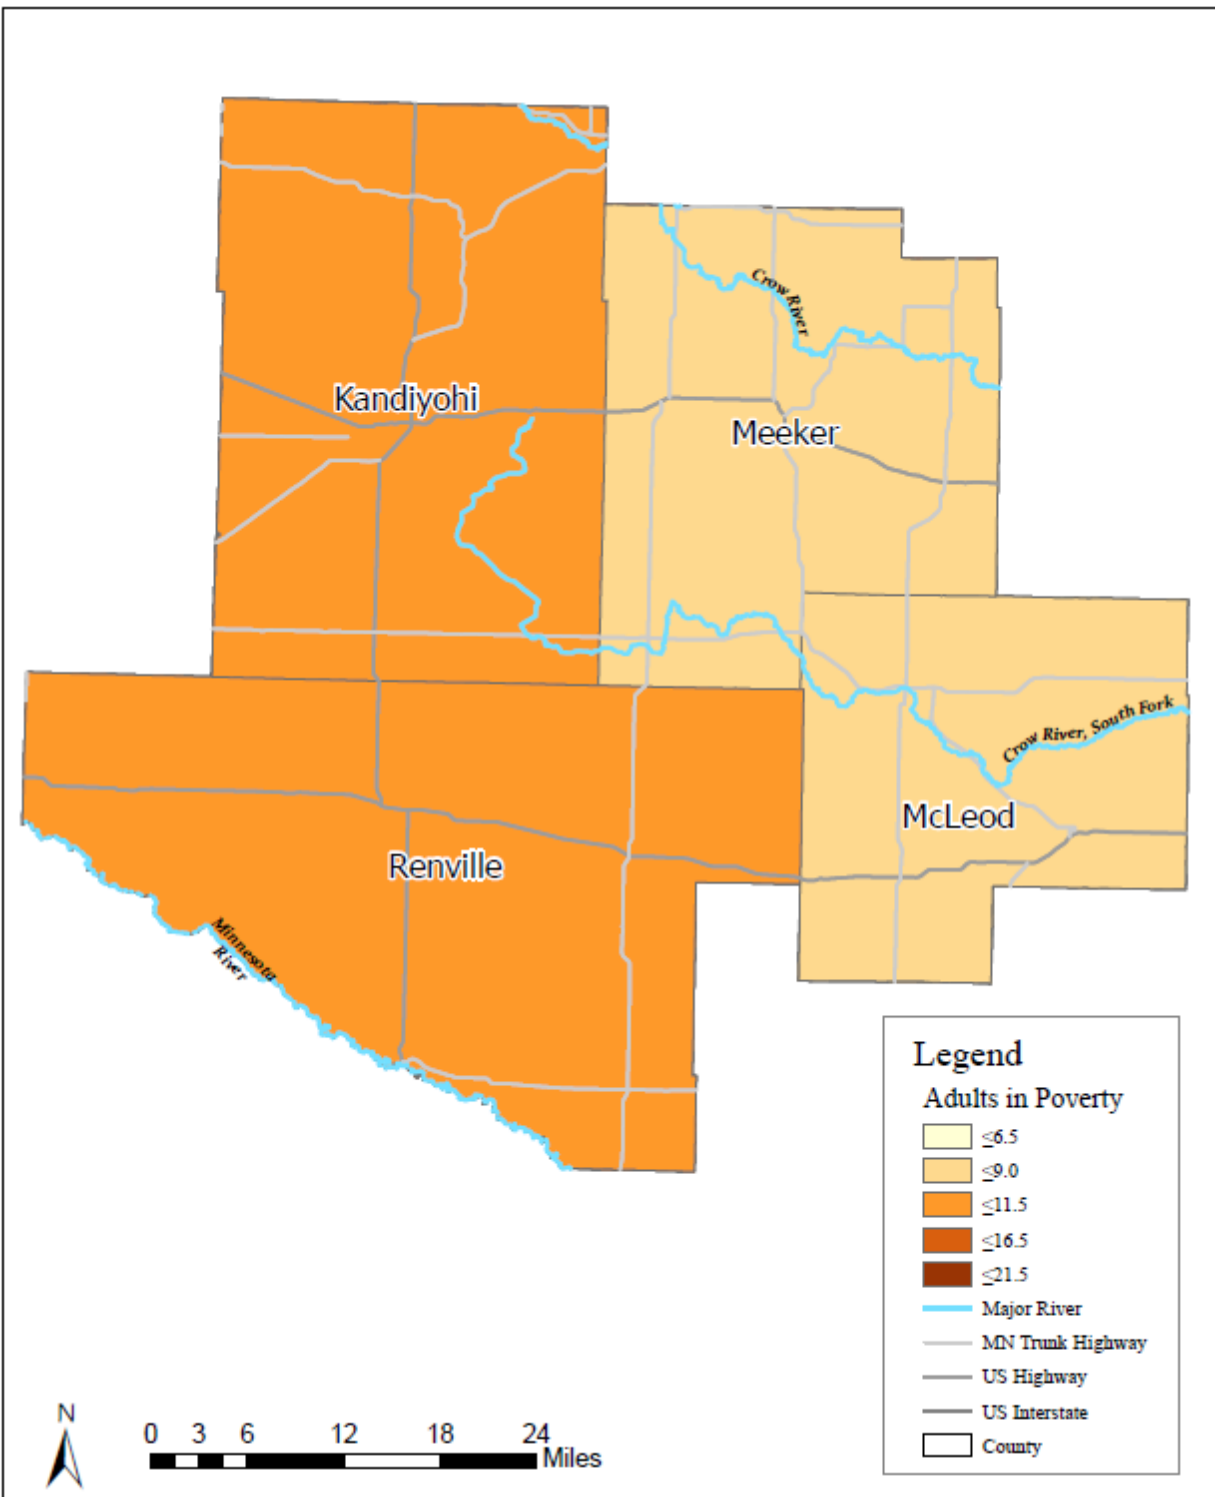 Kandiyohi
Crow River
Meeker
Crow River, South Fork
McLeod
Renville
Minnesota
River
Legend
Adults in Poverty
≤6.5
≤9.0
≤11.5
≤16.5
≤21.5
Major River
MN Trunk Highway
US Highway
US Interstate
County
N
0 3 6 12 18 24
Miles